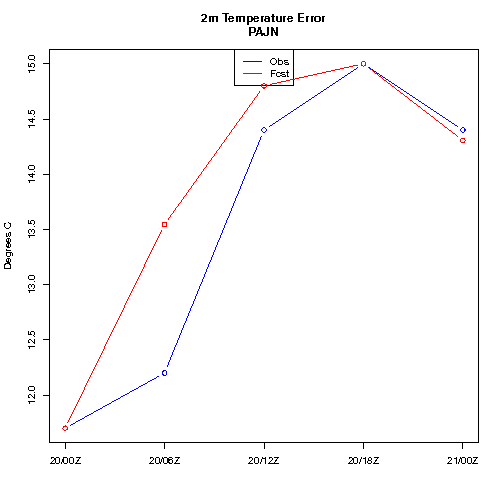 2m Temperature Error
PAJN
Obs
Fcst
Degrees C
15.0
14.5
14.0
13.5
13.0
12.5
12.0
20/00Z 20/06Z 20/12Z 20/18Z 21/00Z